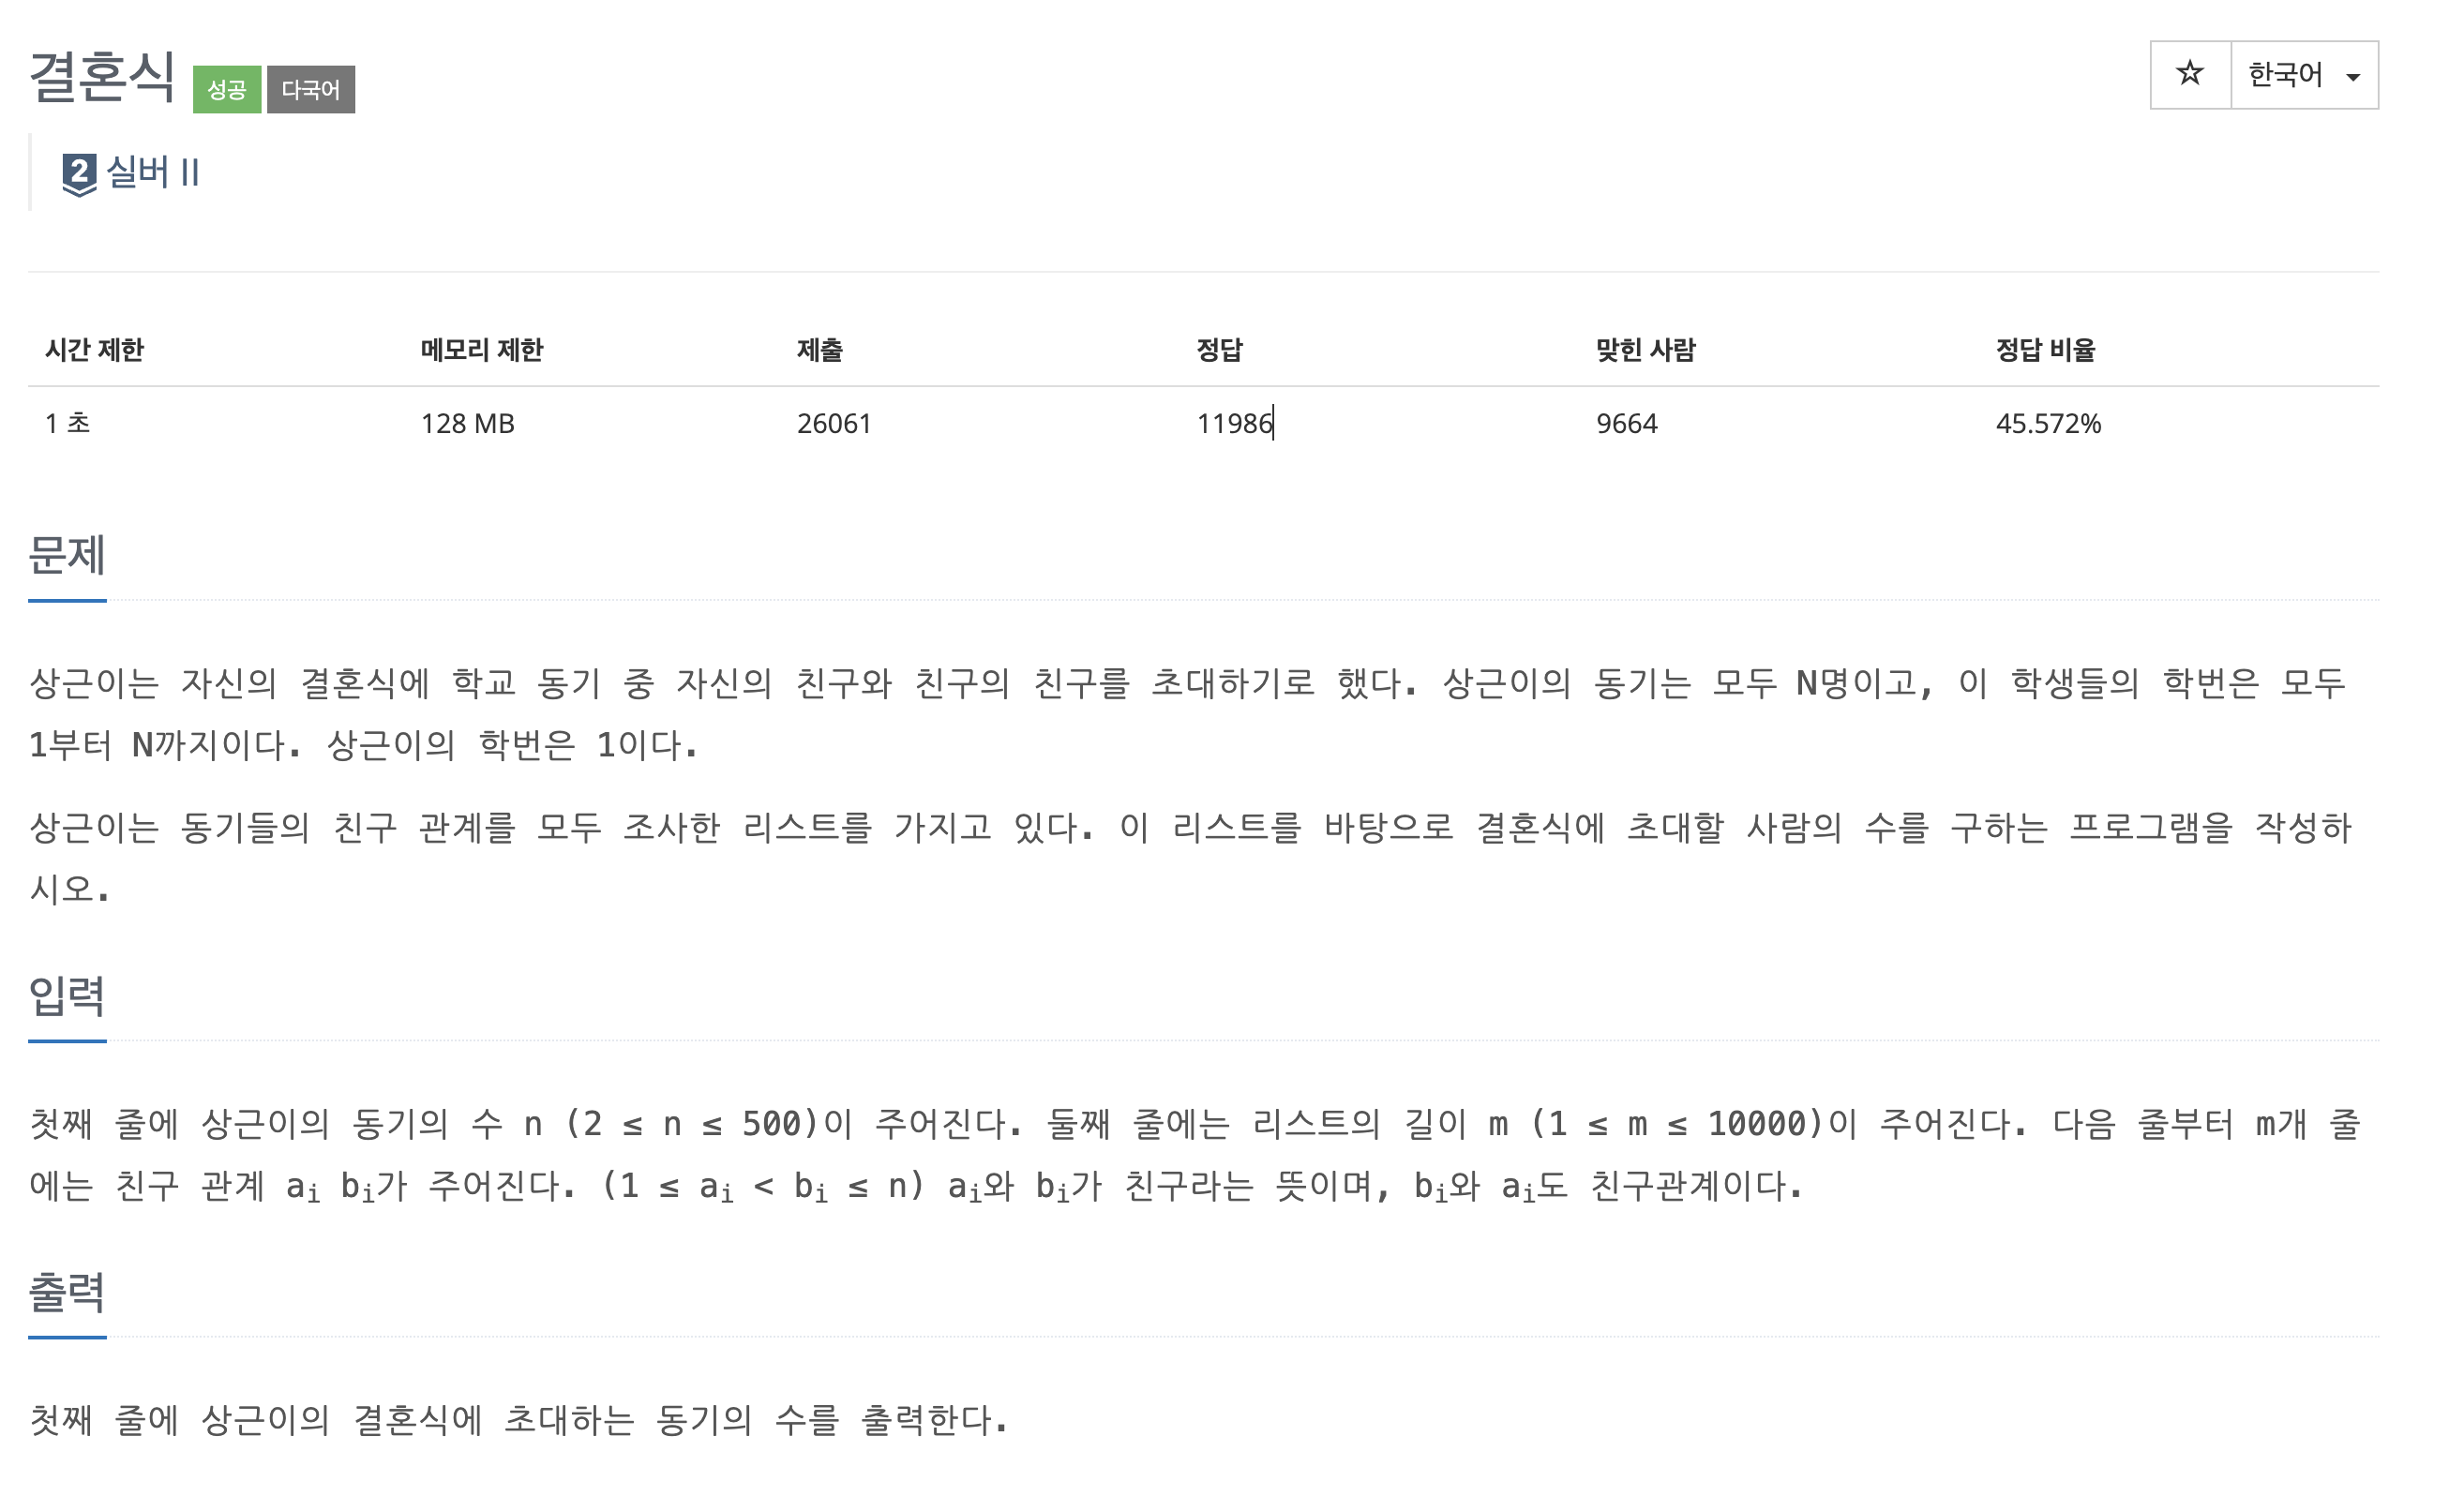 결혼식 성공 다국어
☆ 한국어
2 실버 II
시간 제한 메모리 제한 제출 정답 맞힌 사람 정답 비율
1 초 128 MB 26061 11986 9664 45.572%
문제
상근이는 자신의 결혼식에 학교 동기 중 자신의 친구와 친구의 친구를 초대하기로 했다. 상근이의 동기는 모두 N명이고, 이 학생들의 학번은 모두
1부터 N까지이다. 상근이의 학번은 1이다.
상근이는 동기들의 친구 관계를 모두 조사한 리스트를 가지고 있다. 이 리스트를 바탕으로 결혼식에 초대할 사람의 수를 구하는 프로그램을 작성하
시오.
입력
첫째 줄에 상근이의 동기의 수 n (2 ≤ n ≤ 500)이 주어진다. 둘째 줄에는 리스트의 길이 m (1 ≤ m ≤ 10000)이 주어진다. 다음 줄부터 m개 줄
에는 친구 관계 ai bi가 주어진다. (1 ≤ ai < bi ≤ n) ai와 bi가 친구라는 뜻이며, bi와 ai도 친구관계이다.
출력
첫째 줄에 상근이의 결혼식에 초대하는 동기의 수를 출력한다.